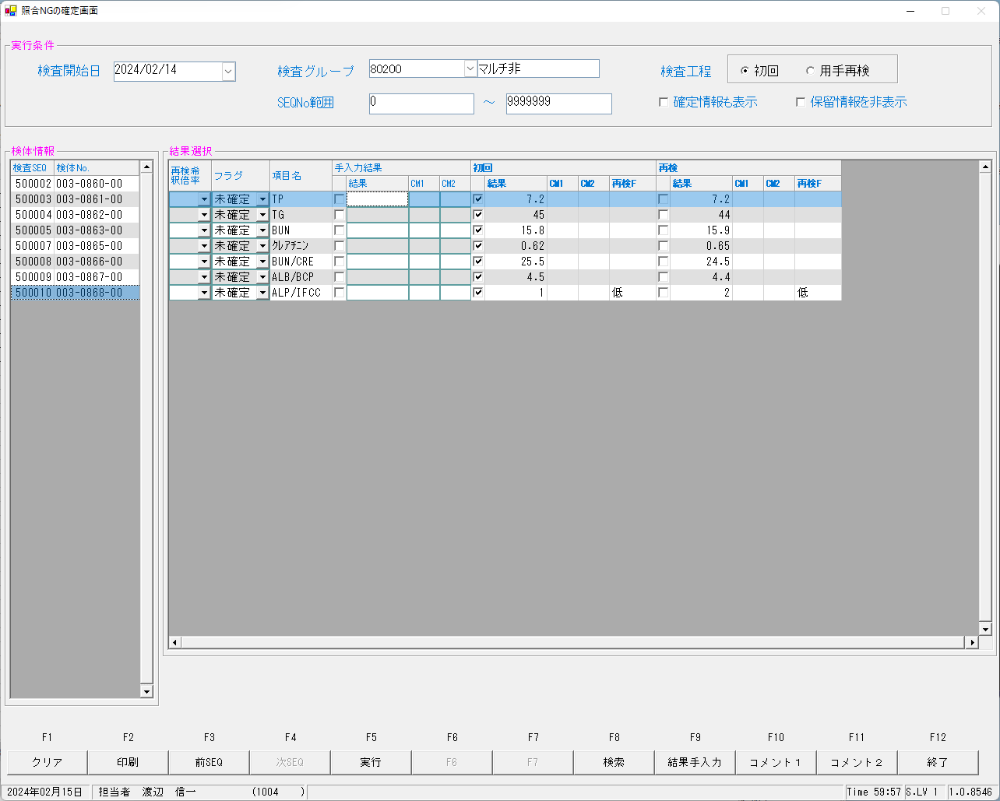 照合NGの確定画面
実行条件
検査開始日 2024/02/14 検査グループ 80200 マルチ非 検査工程 初回 用手再検
SEQNo範囲 0 ～ 9999999 確定情報も表示 保留情報を非表示
検体情報
検査SEQ 検体No.
500002 003-0860-00
500003 003-0861-00
500004 003-0862-00
500005 003-0863-00
500007 003-0865-00
500008 003-0866-00
500009 003-0867-00
500010 003-0868-00
結果選択
再検希釈倍率 フラグ 項目名 手入力結果 初回 再検
結果 CM1 CM2 結果 CM1 CM2 再検F 結果 CM1 CM2 再検F
未確定 TP 7.2 7.2
未確定 TG 45 44
未確定 BUN 15.8 15.9
未確定 ｸﾚｱﾁﾆﾝ 0.62 0.65
未確定 BUN/CRE 25.5 24.5
未確定 ALB/BCP 4.5 4.4
未確定 ALP/IFCC 1 低 2 低
F1 F2 F3 F4 F5 F6 F7 F8 F9 F10 F11 F12
クリア 印刷 前SEQ 次SEQ 実行 F6 F7 検索 結果手入力 コメント１ コメント２ 終了
2024年02月15日 担当者 渡辺 信一 (1004 ) Time 59:57 S.LV 1 1.0.8546